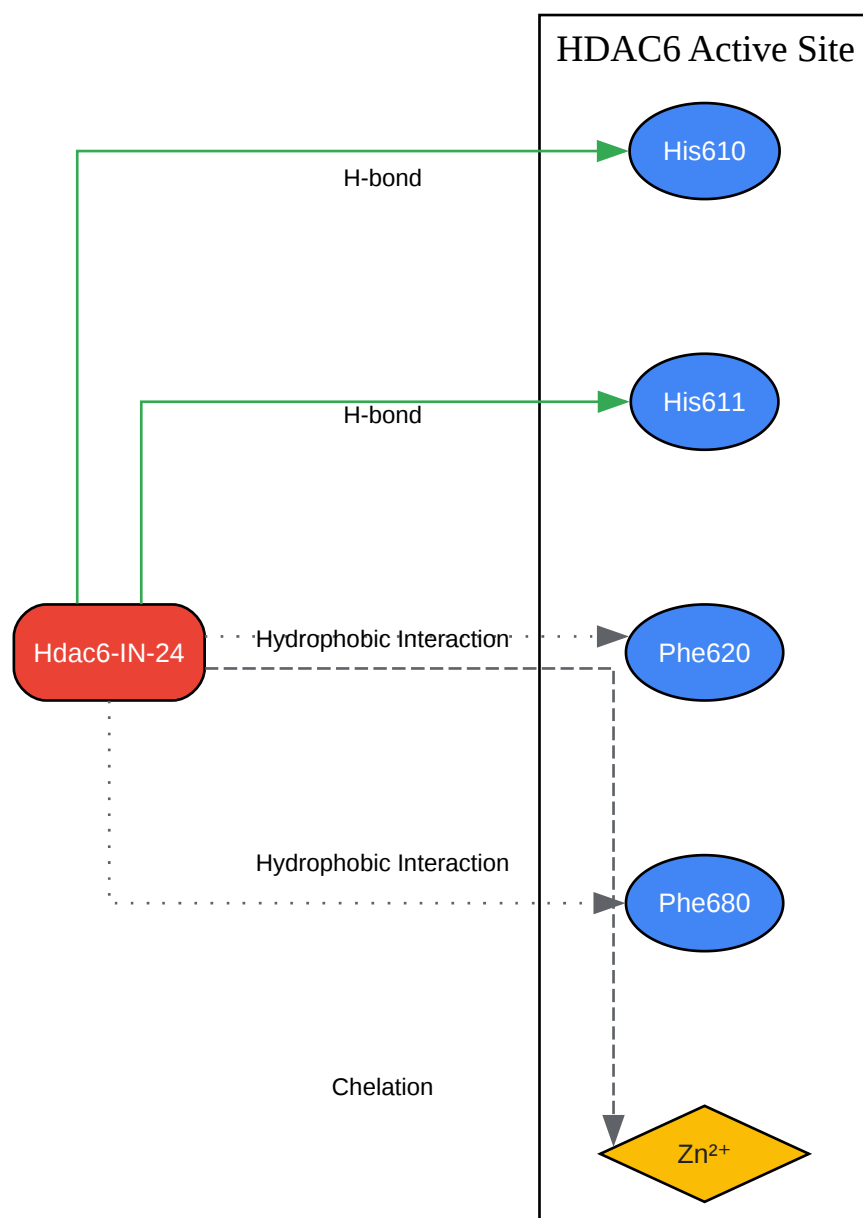 HDAC6 Active Site
His610
H-bond
His611
H-bond
Hdac6-IN-24
Hydrophobic Interaction
Phe620
Hydrophobic Interaction
Phe680
Chelation
Zn²⁺